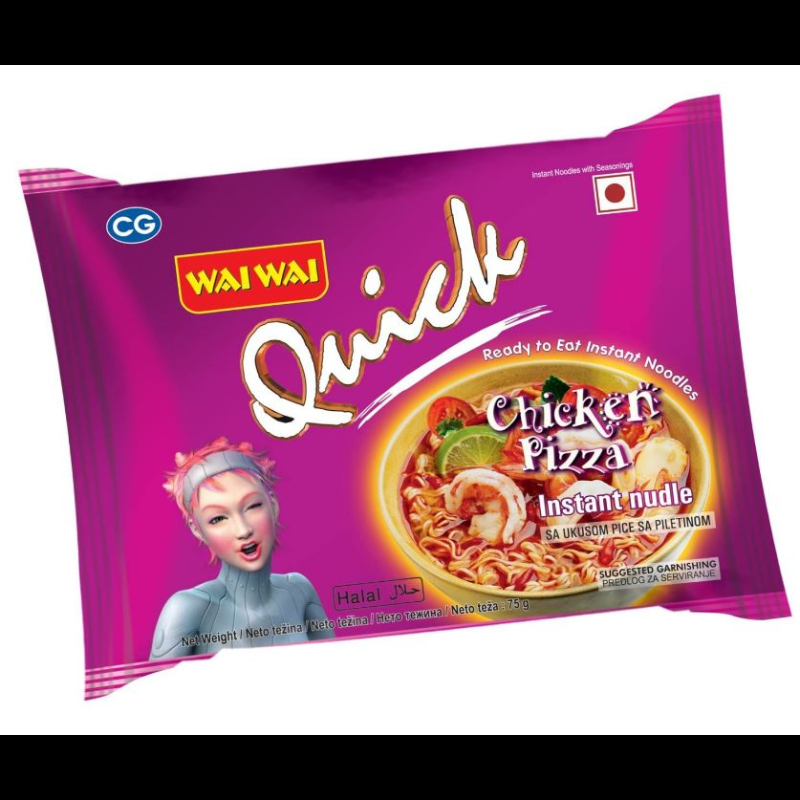 Instant Noodles with Seasonings
CG
WAI WAI
Quick
Ready to Eat Instant Noodles
Chicken
Pizza
Instant nudle
SA UKUSOM PICE SA PILETINOM
SUGGESTED GARNISHING
PREDLOG ZA SERVIRANJE
Halal حلال
Net Weight / Neto težina / Neto težina / Нето тежина / Neto teža : 75 g